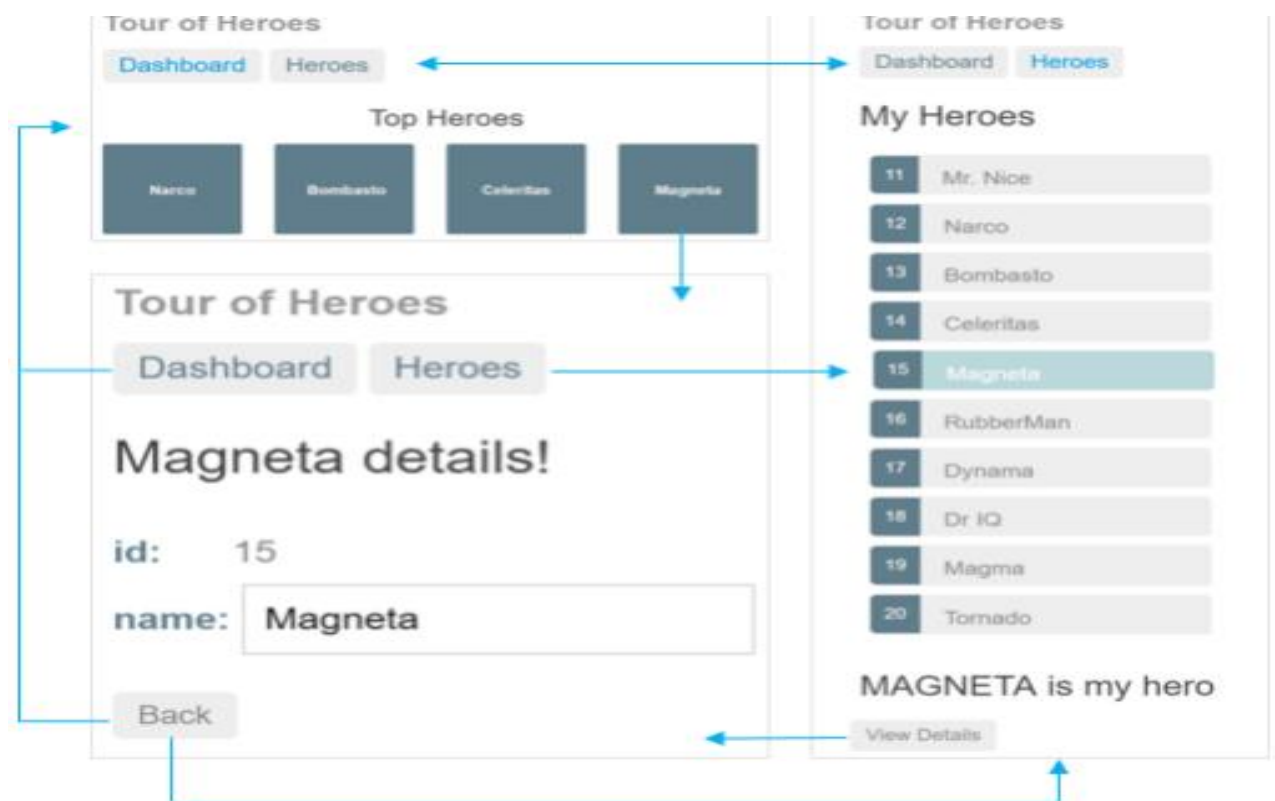 Tour of Heroes
Dashboard Heroes
Top Heroes
Narco Bombasto Celeritas Magneta
Tour of Heroes
Dashboard Heroes
Magneta details!
id: 15
name: Magneta
Back
Tour of Heroes
Dashboard Heroes
My Heroes
11 Mr. Nice
12 Narco
13 Bombasto
14 Celeritas
15 Magneta
16 RubberMan
17 Dynama
18 Dr IQ
19 Magma
20 Tornado
MAGNETA is my hero
View Details